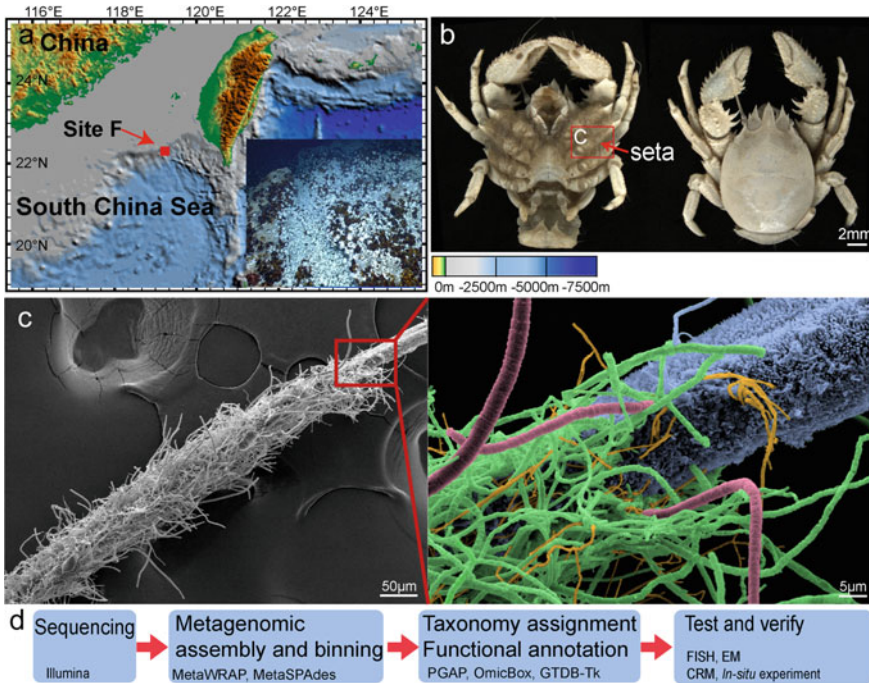 116°E 118°E 120°E 122°E 124°E
a
China
24°N
Site F
22°N
South China Sea
20°N
b
C
seta
2mm
0m -2500m -5000m -7500m
c
50μm
5μm
d
Sequencing
Illumina
Metagenomic
assembly and binning
MetaWRAP, MetaSPAdes
Taxonomy assignment
Functional annotation
PGAP, OmicBox, GTDB-Tk
Test and verify
FISH, EM
CRM, In-situ experiment